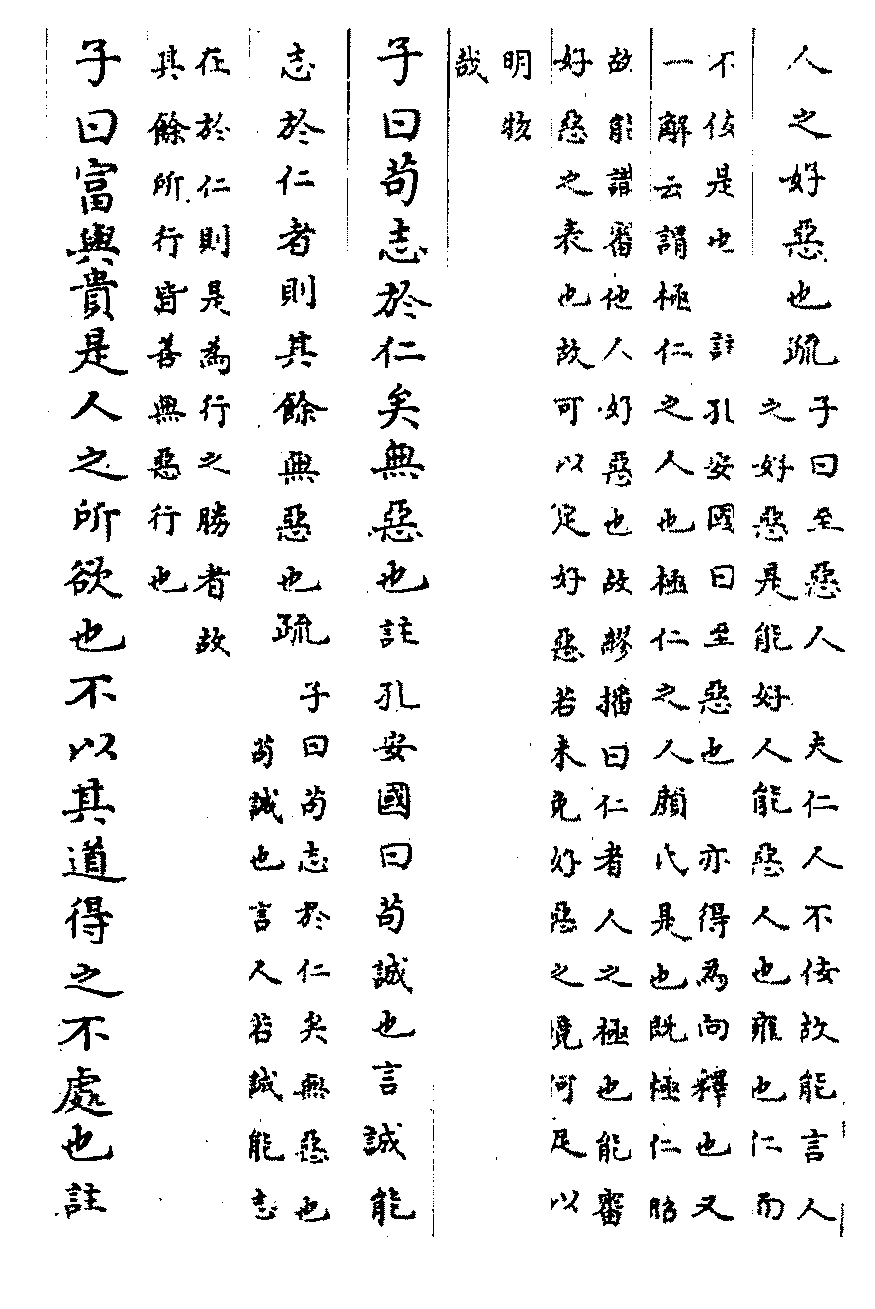 人之好惡也疏
子曰至惡人　夫仁人不佞故能言人
之好惡是能好人能惡人也雍也仁而
不佞是也　註孔安國曰至惡也　亦得為向釋也又
一解云謂極仁之人也極仁之人顏氏是也既極仁昭
故能識審他人好惡也故繆播曰仁者人之極也能審
好惡之表也故可以定好惡若未免好惡之境何足以
明物
哉
子曰苟志於仁矣無惡也註孔安國曰苟誠也言誠能
志於仁者則其餘無惡也疏
子曰苟志於仁矣無惡也
苟誠也言人若誠能志
在於仁則是為行之勝者故
其餘所行皆善無惡行也
子曰富與貴是人之所欲也不以其道得之不處也註